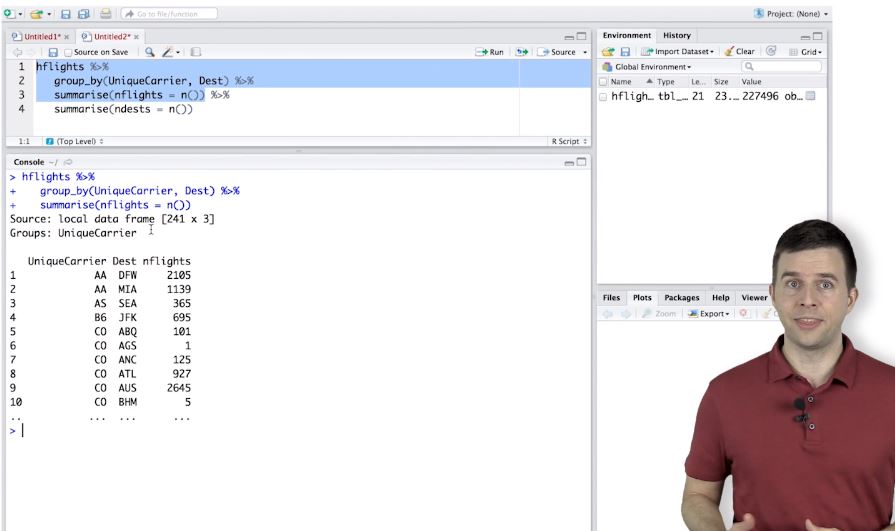 Go to file/function
Project: (None)
Untitled1* × Untitled2* ×
Source on Save Run Source
1 hflights %>%
2 group_by(UniqueCarrier, Dest) %>%
3 summarise(nflights = n()) %>%
4 summarise(ndests = n())
1:1 (Top Level) R Script
Console ~/
> hflights %>%
+ group_by(UniqueCarrier, Dest) %>%
+ summarise(nflights = n())
Source: local data frame [241 x 3]
Groups: UniqueCarrier
UniqueCarrier Dest nflights
1 AA DFW 2105
2 AA MIA 1139
3 AS SEA 365
4 B6 JFK 695
5 CO ABQ 101
6 CO AGS 1
7 CO ANC 125
8 CO ATL 927
9 CO AUS 2645
10 CO BHM 5
.. ... ... ...
>
Environment History
Import Dataset Clear Grid
Global Environment
Name Type Le... Size Value
hfligh... tbl_... 21 23.... 227496 ob...
Files Plots Packages Help Viewer
Zoom Export